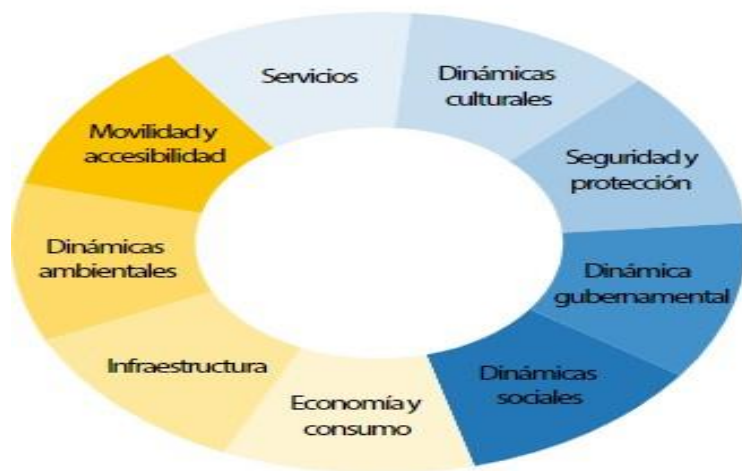 Servicios
Dinámicas
culturales
Seguridad y
protección
Dinámica
gubernamental
Dinámicas
sociales
Economía y
consumo
Infraestructura
Dinámicas
ambientales
Movilidad y
accesibilidad